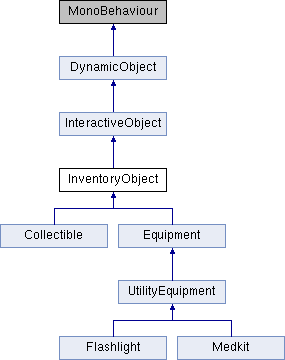 MonoBehaviour
DynamicObject
InteractiveObject
InventoryObject
Collectible
Equipment
UtilityEquipment
Flashlight
Medkit